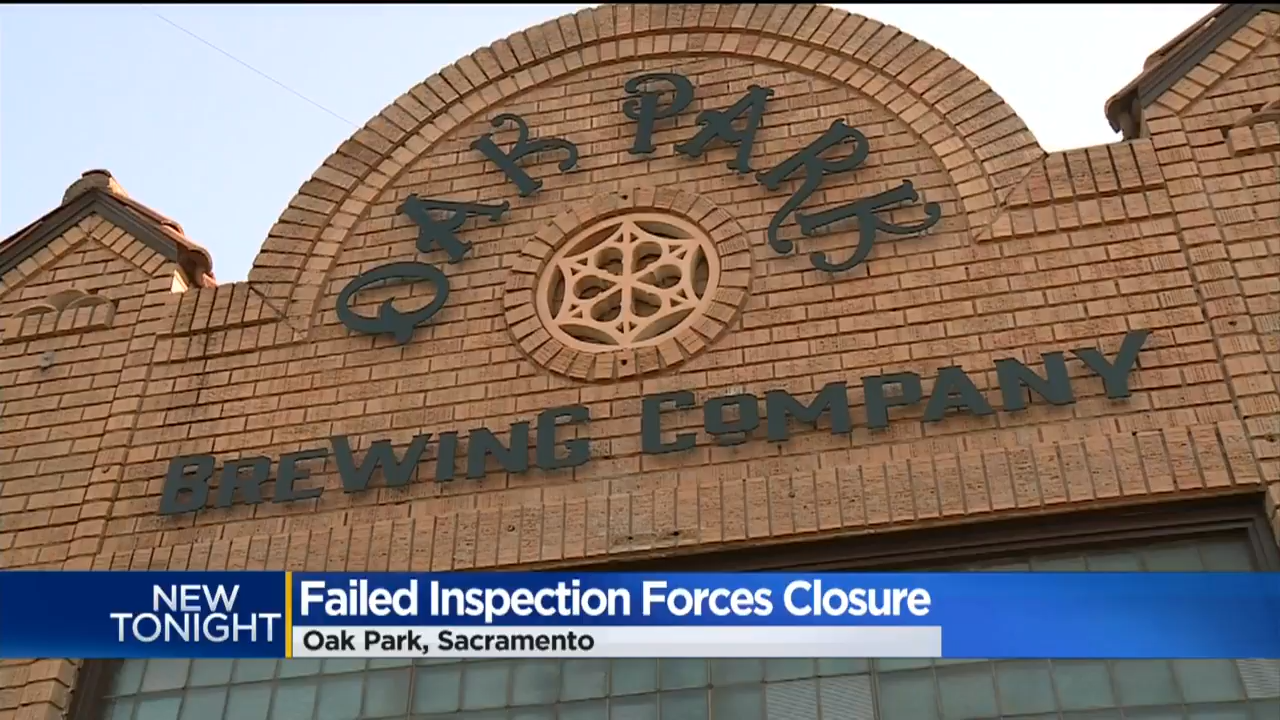 OAK PARK
BREWING COMPANY
NEW
TONIGHT
Failed Inspection Forces Closure
Oak Park, Sacramento